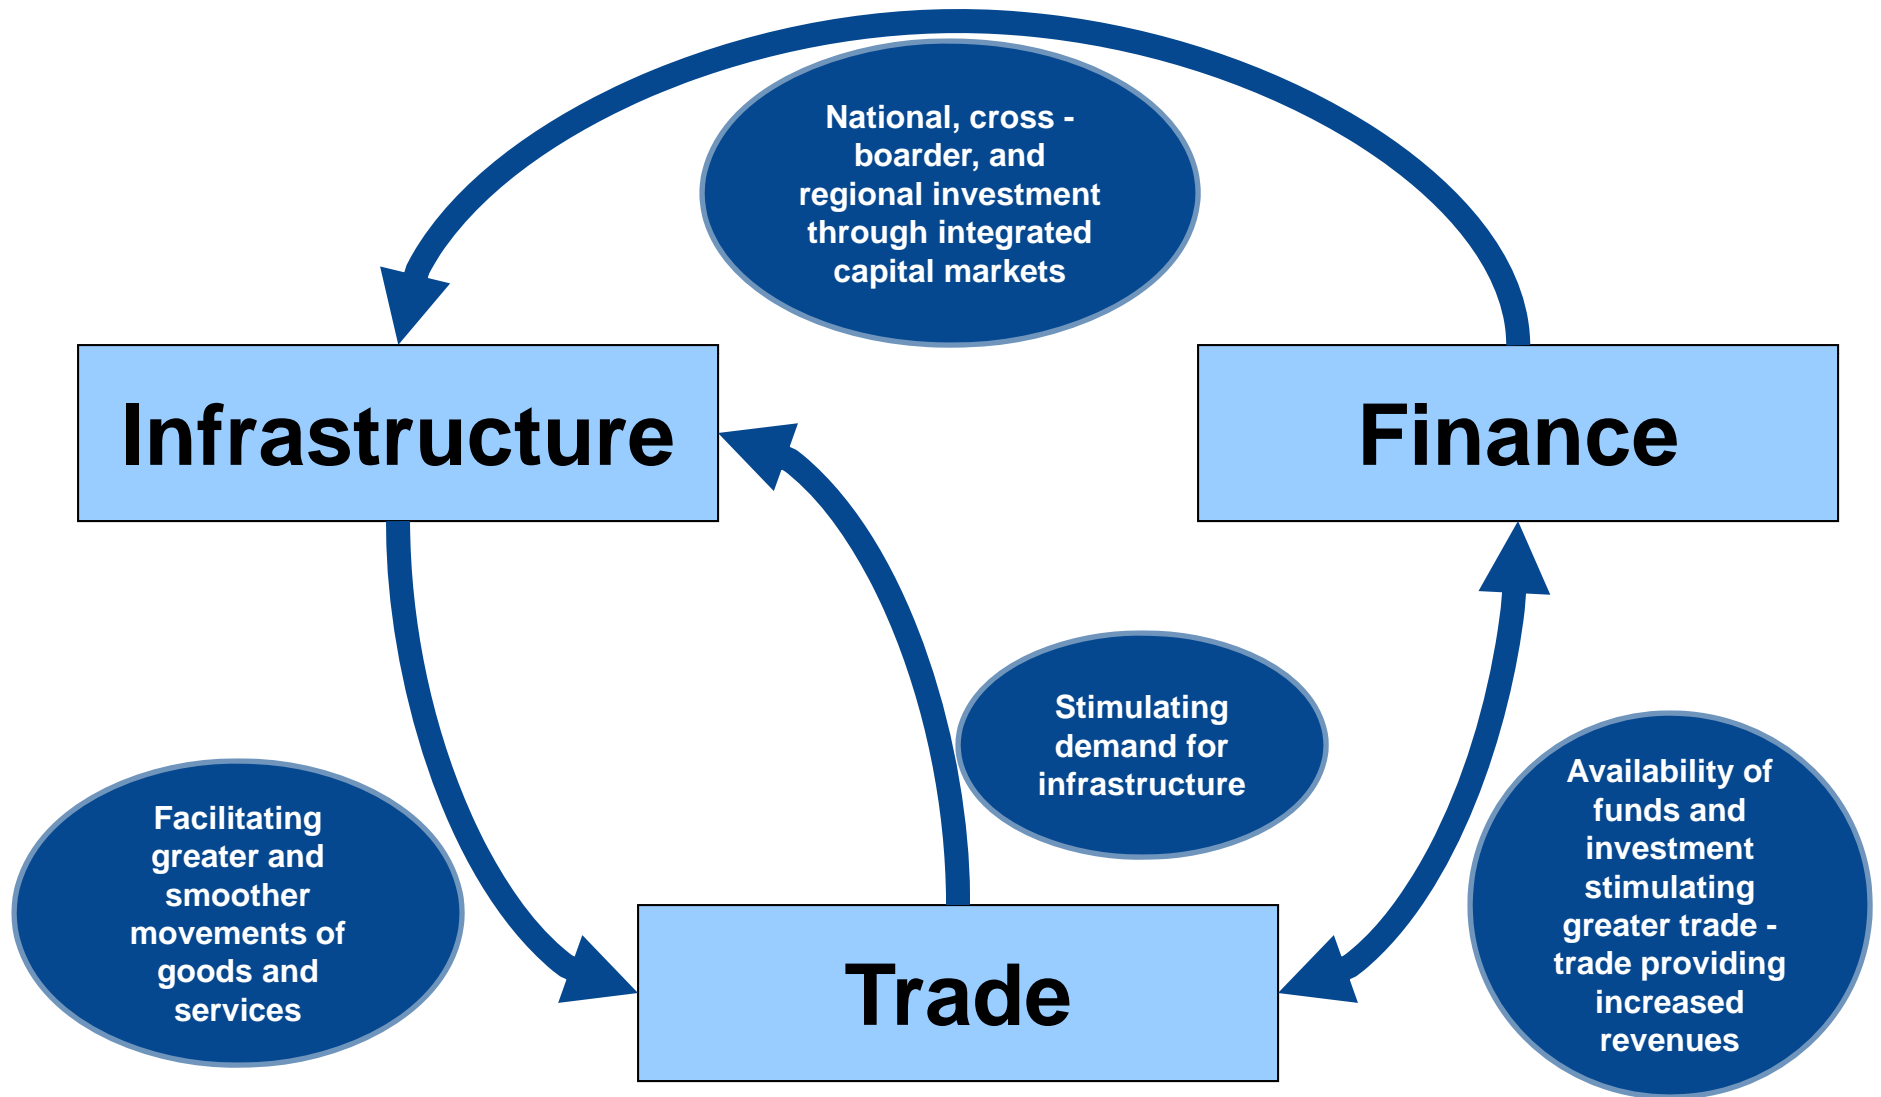 National, cross -
boarder, and
regional investment
through integrated
capital markets
Infrastructure
Finance
Stimulating
demand for
infrastructure
Facilitating
greater and
smoother
movements of
goods and
services
Availability of
funds and
investment
stimulating
greater trade -
trade providing
increased
revenues
Trade